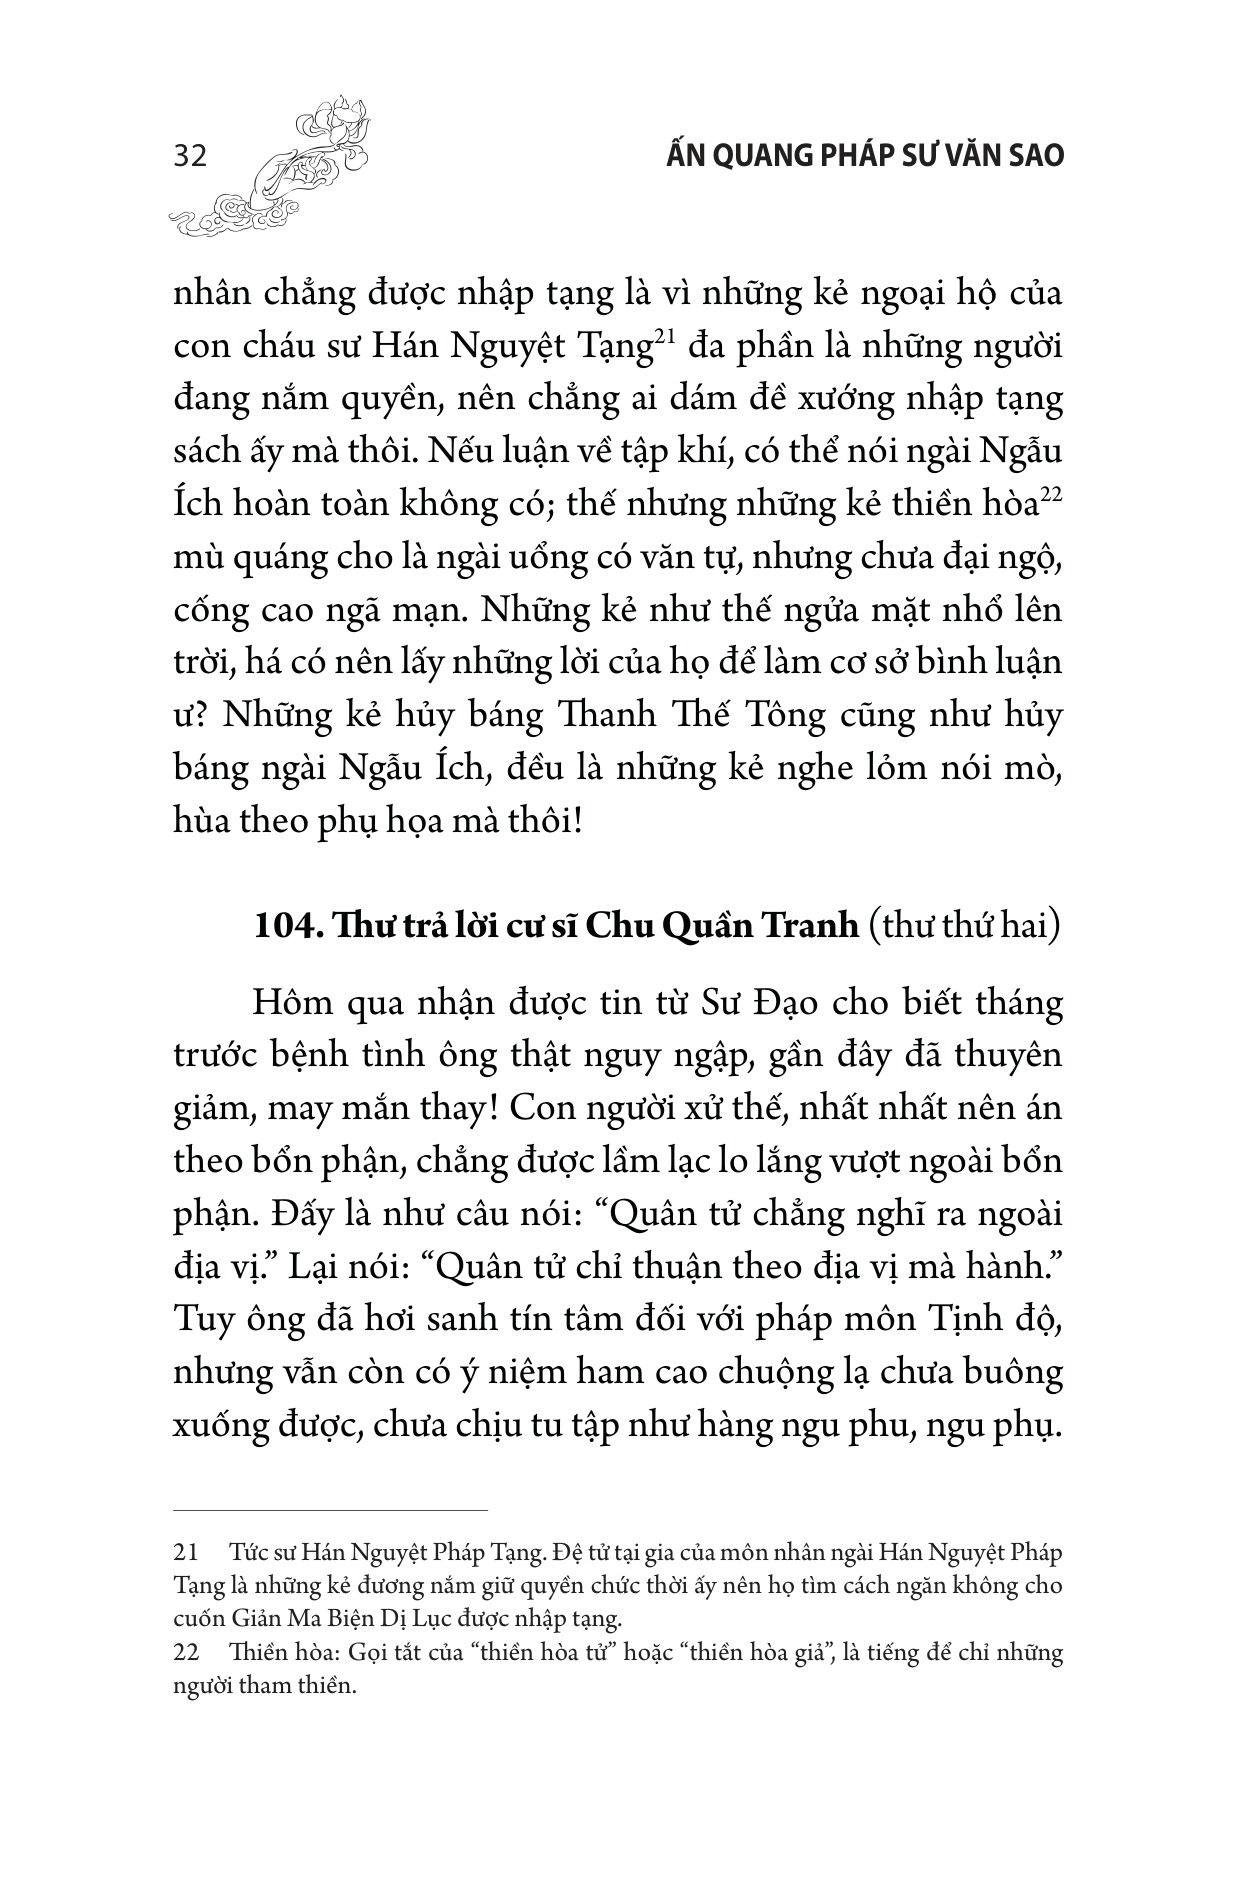 32
ẤN QUANG PHÁP SƯ VĂN SAO
nhân chẳng được nhập tạng là vì những kẻ ngoại hộ của
con cháu sư Hán Nguyệt Tạng21 đa phần là những người
đang nắm quyền, nên chẳng ai dám đề xướng nhập tạng
sách ấy mà thôi. Nếu luận về tập khí, có thể nói ngài Ngẫu
Ích hoàn toàn không có; thế nhưng những kẻ thiền hòa22
mù quáng cho là ngài uổng có văn tự, nhưng chưa đại ngộ,
cống cao ngã mạn. Những kẻ như thế ngửa mặt nhổ lên
trời, há có nên lấy những lời của họ để làm cơ sở bình luận
ư? Những kẻ hủy báng Thanh Thế Tông cũng như hủy
báng ngài Ngẫu Ích, đều là những kẻ nghe lỏm nói mò,
hùa theo phụ họa mà thôi!
104. Thư trả lời cư sĩ Chu Quần Tranh (thư thứ hai)
Hôm qua nhận được tin từ Sư Đạo cho biết tháng
trước bệnh tình ông thật nguy ngập, gần đây đã thuyên
giảm, may mắn thay! Con người xử thế, nhất nhất nên án
theo bổn phận, chẳng được lầm lạc lo lắng vượt ngoài bổn
phận. Đấy là như câu nói: “Quân tử chẳng nghĩ ra ngoài
địa vị.” Lại nói: “Quân tử chỉ thuận theo địa vị mà hành.”
Tuy ông đã hơi sanh tín tâm đối với pháp môn Tịnh độ,
nhưng vẫn còn có ý niệm ham cao chuộng lạ chưa buông
xuống được, chưa chịu tu tập như hàng ngu phu, ngu phụ.
21 Tức sư Hán Nguyệt Pháp Tạng. Đệ tử tại gia của môn nhân ngài Hán Nguyệt Pháp
Tạng là những kẻ đương nắm giữ quyền chức thời ấy nên họ tìm cách ngăn không cho
cuốn Giản Ma Biện Dị Lục được nhập tạng.
22 Thiền hòa: Gọi tắt của “thiền hòa tử” hoặc “thiền hòa giả”, là tiếng để chỉ những
người tham thiền.